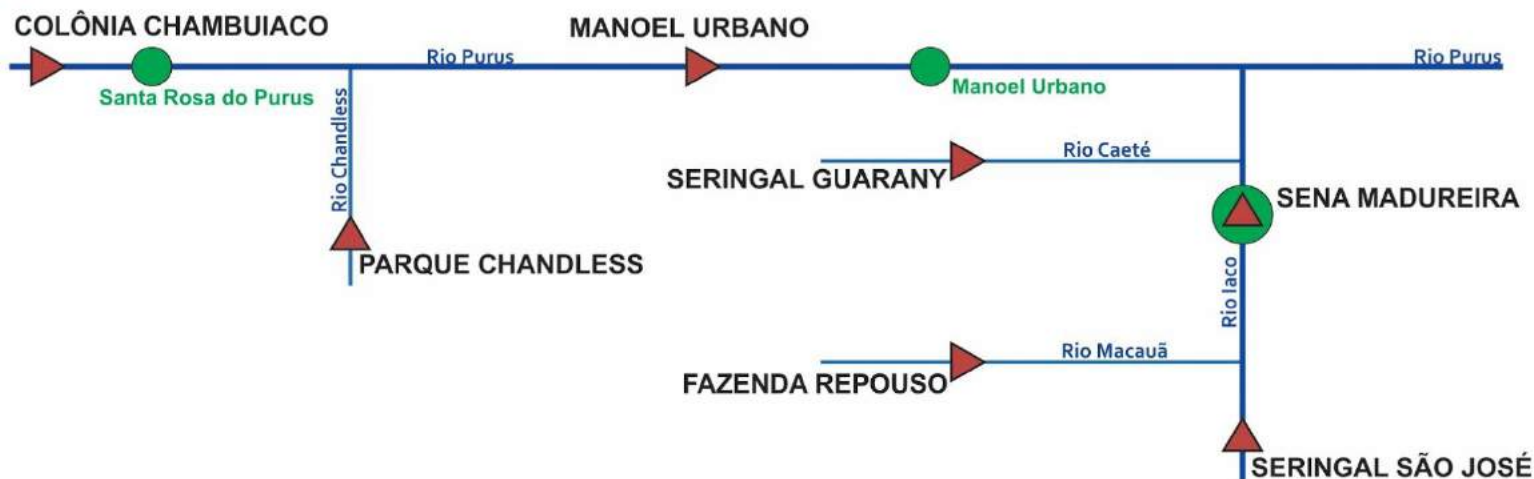 COLÔNIA CHAMBUIACO
MANOEL URBANO
Rio Purus
Rio Purus
Santa Rosa do Purus
Manoel Urbano
Rio Chandless
Rio Caeté
SERINGAL GUARANY
SENA MADUREIRA
PARQUE CHANDLESS
Rio Iaco
Rio Macauã
FAZENDA REPOUSO
SERINGAL SÃO JOSÉ